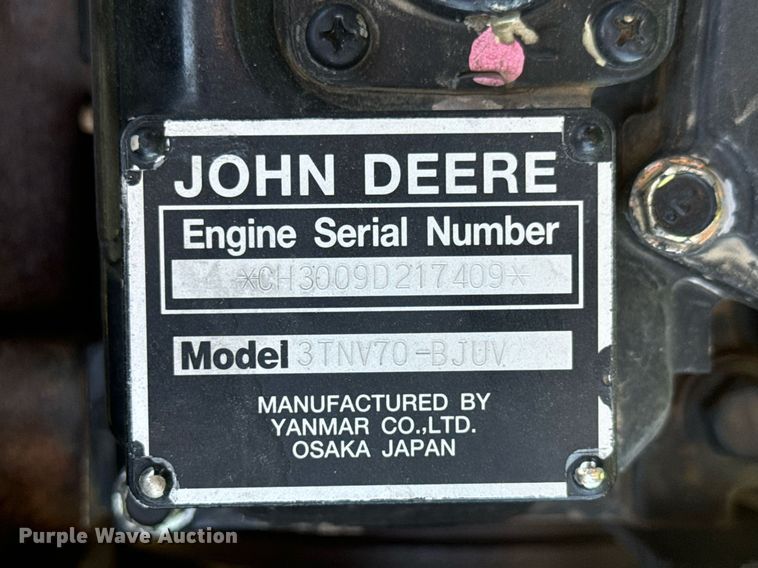 JOHN DEERE
Engine Serial Number
*CH3009D217409*
Model 3TNV70-BJUV
MANUFACTURED BY
YANMAR CO.,LTD.
OSAKA JAPAN
Purple Wave Auction